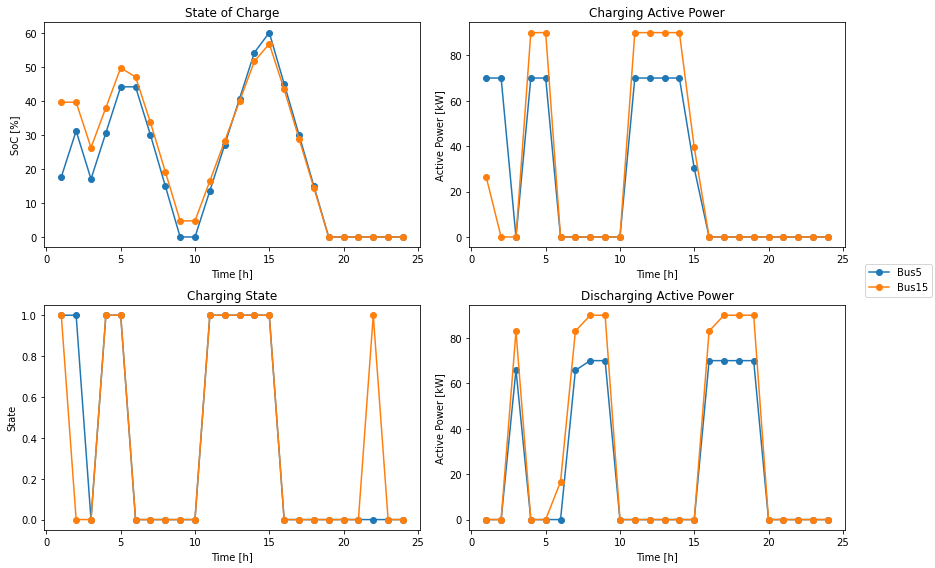 State of Charge
Charging Active Power
SoC [%]
60
50
40
30
20
10
0
0 5 10 15 20 25
Time [h]
Active Power [kW]
80
60
40
20
0
0 5 10 15 20 25
Time [h]
Bus5
Bus15
Charging State
Discharging Active Power
State
1.0
0.8
0.6
0.4
0.2
0.0
0 5 10 15 20 25
Time [h]
Active Power [kW]
80
60
40
20
0
0 5 10 15 20 25
Time [h]